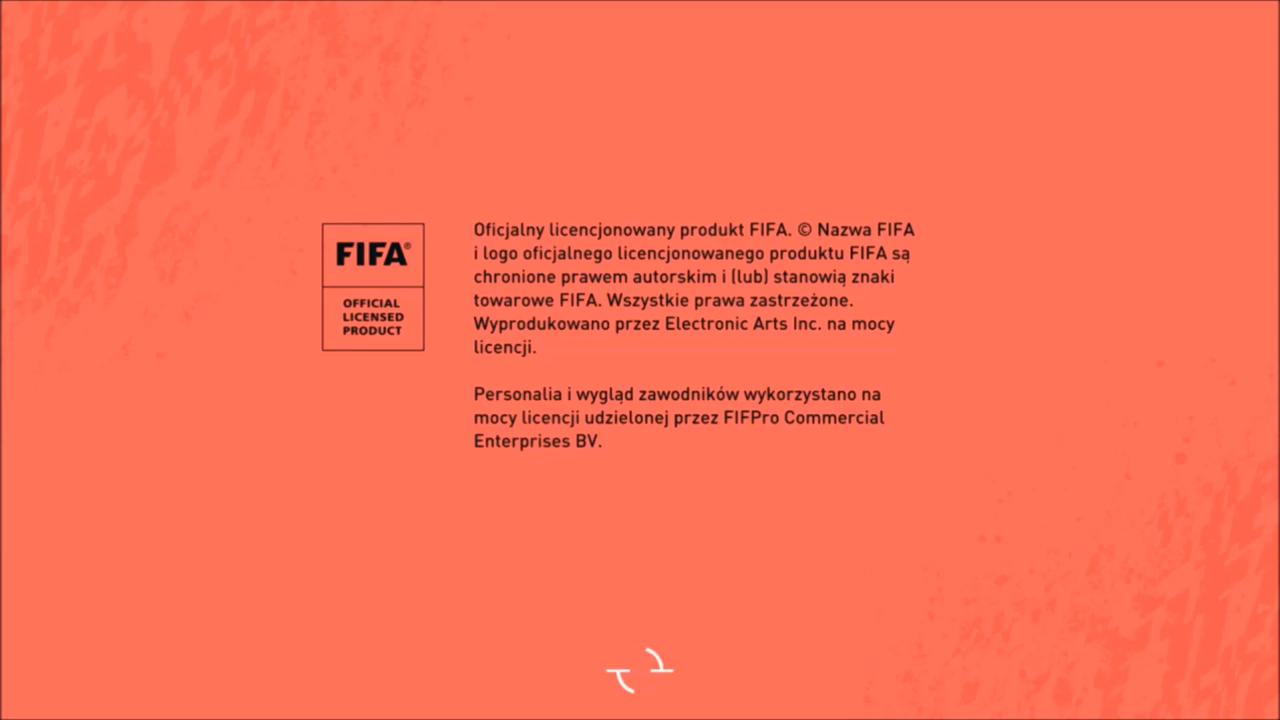 FIFA®
OFFICIAL
LICENSED
PRODUCT
Oficjalny licencjonowany produkt FIFA. © Nazwa FIFA
i logo oficjalnego licencjonowanego produktu FIFA są
chronione prawem autorskim i (lub) stanowią znaki
towarowe FIFA. Wszystkie prawa zastrzeżone.
Wyprodukowano przez Electronic Arts Inc. na mocy
licencji.
Personalia i wygląd zawodników wykorzystano na
mocy licencji udzielonej przez FIFPro Commercial
Enterprises BV.